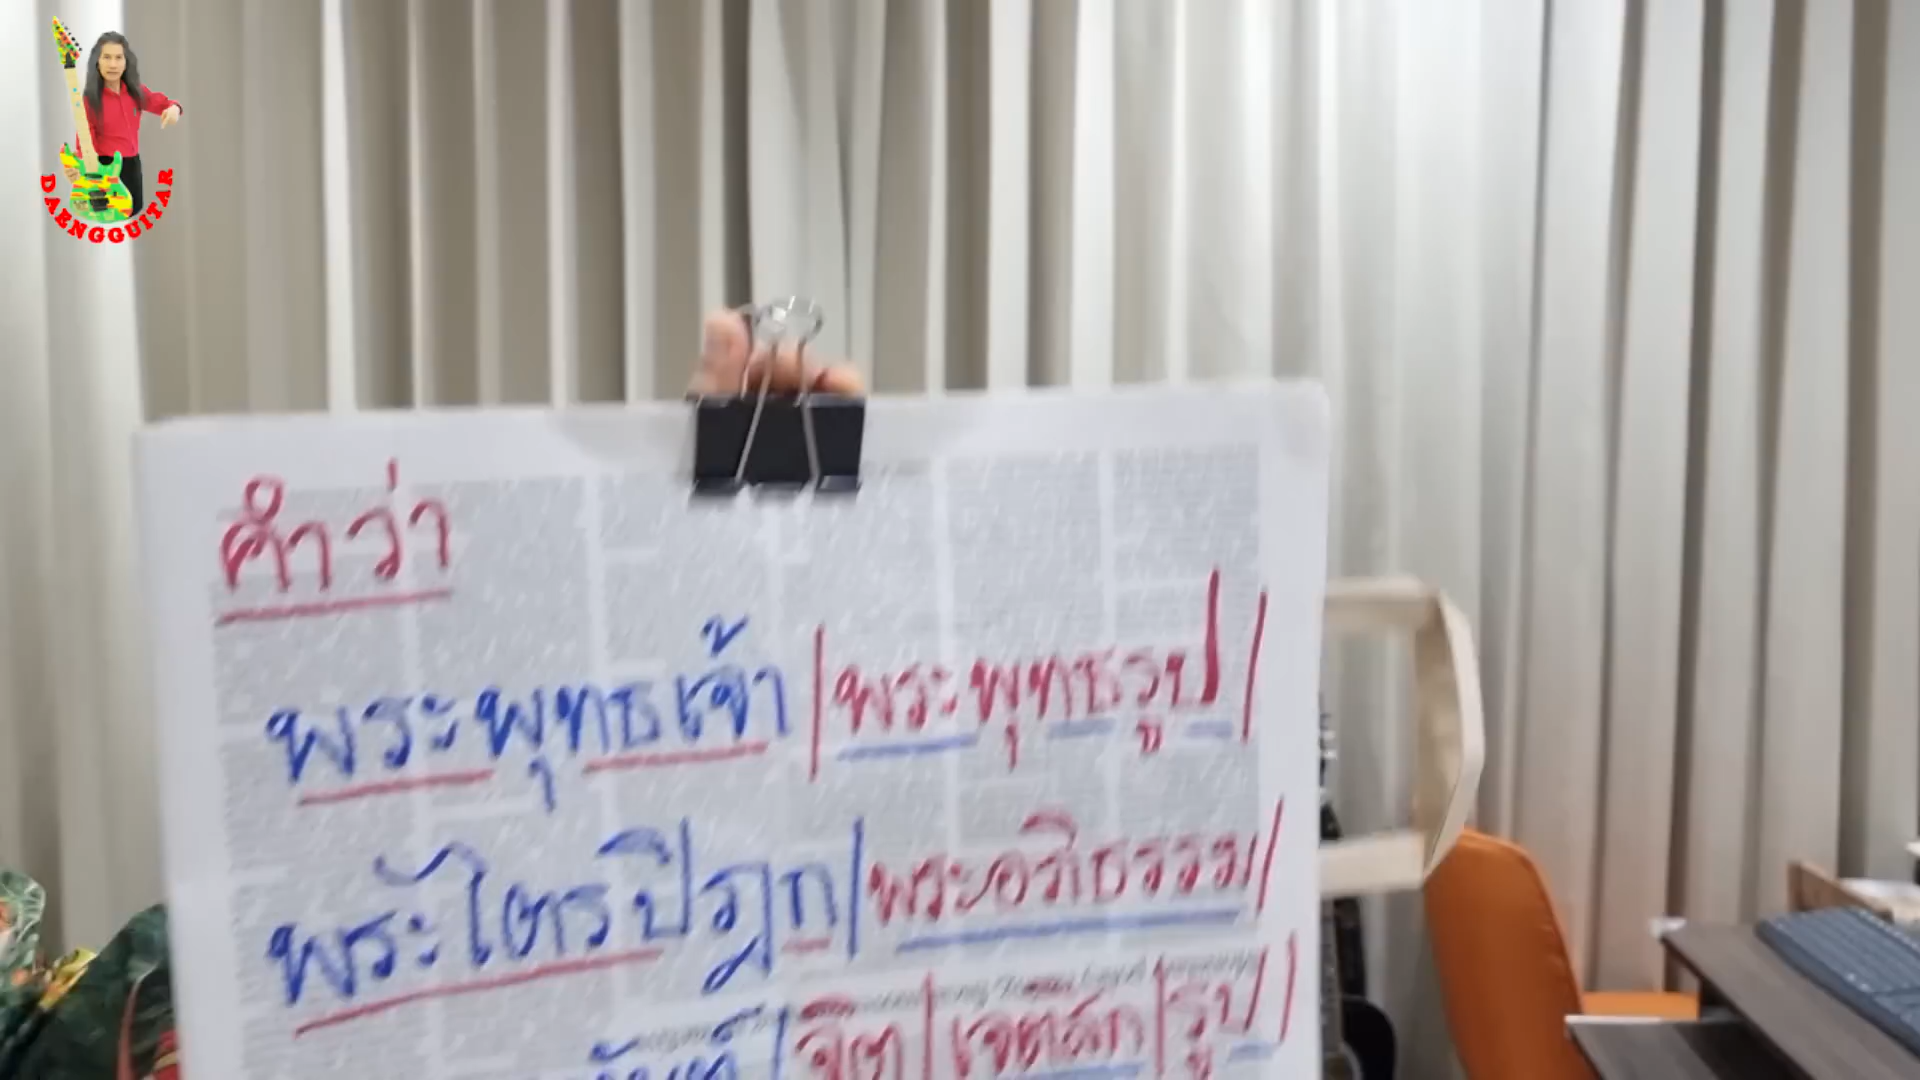 DAENGGUITAR
คำว่า
พระพุทธเจ้า | พระพุทธรูป |
พระไตรปิฎก | พระอภิธรรม |
| จิต | เจตสิก | รูป |